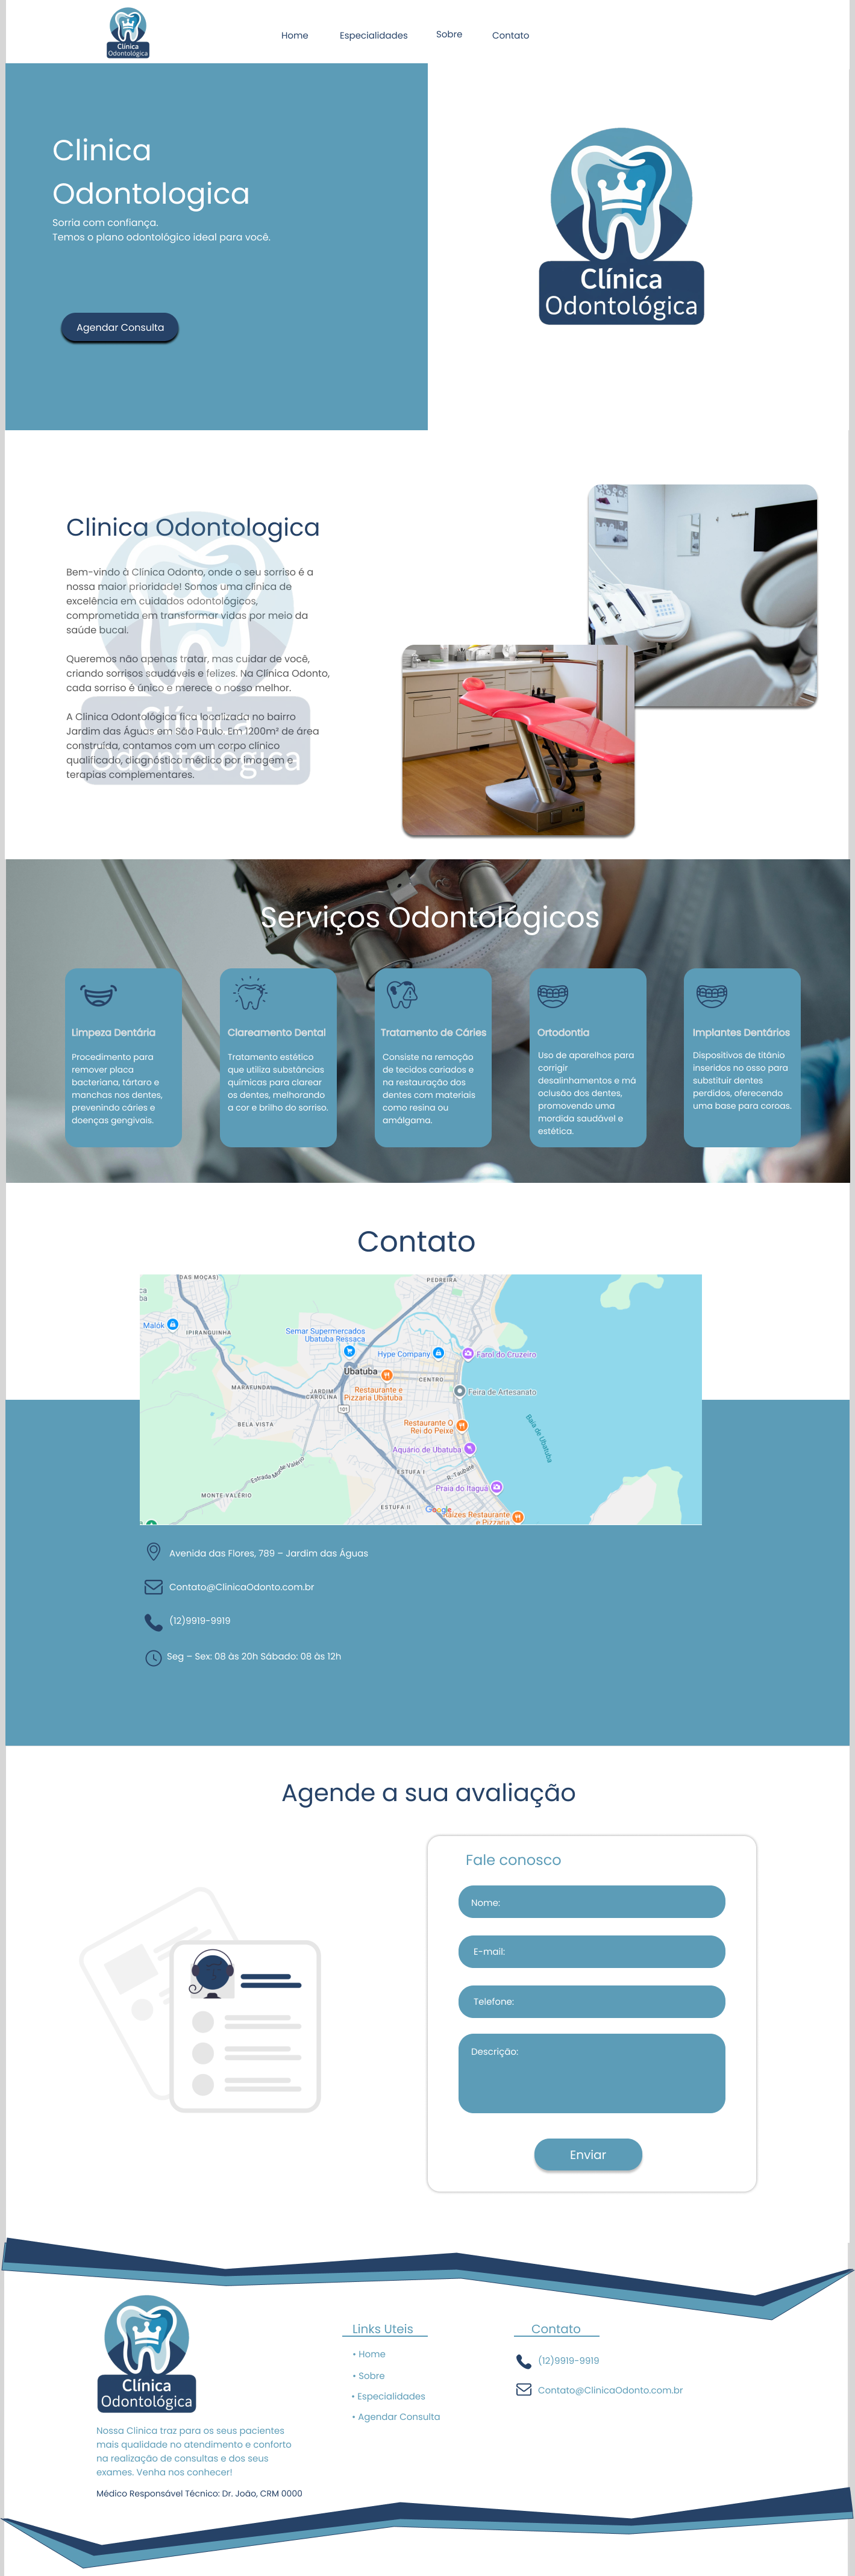 Clínica
Odontológica
Home
Especialidades
Sobre
Contato
Clinica
Odontologica
Sorria com confiança.
Temos o plano odontológico ideal para você.
Agendar Consulta
Clínica
Odontológica
Clinica Odontologica
Bem-vindo à Clínica Odonto, onde o seu sorriso é a
nossa maior prioridade! Somos uma clínica de
excelência em cuidados odontológicos,
comprometida em transformar vidas por meio da
saúde bucal.
Queremos não apenas tratar, mas cuidar de você,
criando sorrisos saudáveis e felizes. Na Clínica Odonto,
cada sorriso é único e merece o nosso melhor.
A Clínica Odontológica fica localizada no bairro
Jardim das Águas em São Paulo. Em 1200m² de área
construída, contamos com um corpo clínico
qualificado, diagnóstico médico por imagem e
terapias complementares.
Clínica
Odontológica
Serviços Odontológicos
Limpeza Dentária
Procedimento para
remover placa
bacteriana, tártaro e
manchas nos dentes,
prevenindo cáries e
doenças gengivais.
Clareamento Dental
Tratamento estético
que utiliza substâncias
químicas para clarear
os dentes, melhorando
a cor e brilho do sorriso.
Tratamento de Cáries
Consiste na remoção
de tecidos cariados e
na restauração dos
dentes com materiais
como resina ou
amálgama.
Ortodontia
Uso de aparelhos para
corrigir
desalinhamentos e má
oclusão dos dentes,
promovendo uma
mordida saudável e
estética.
Implantes Dentários
Dispositivos de titânio
inseridos no osso para
substituir dentes
perdidos, oferecendo
uma base para coroas.
Contato
DAS MOÇAS)
PEDREIRA
Malók
IPIRANGUINHA
Semar Supermercados
Ubatuba Ressaca
Hype Company
Farol do Cruzeiro
Ubatuba
CENTRO
MARAFUNDA
JARDIM
CAROLINA
Restaurante e
Pizzaria Ubatuba
Feira de Artesanato
101
BELA VISTA
Restaurante O
Rei do Peixe
Baía de Ubatuba
Aquário de Ubatuba
Estrada Monte Valério
ESTUFA I
R. Taubaté
Praia do Itaguá
MONTE-VALÉRIO
ESTUFA II
Google
Raízes Restaurante
e Pizzaria
Avenida das Flores, 789 – Jardim das Águas
Contato@ClinicaOdonto.com.br
(12)9919-9919
Seg – Sex: 08 às 20h Sábado: 08 às 12h
Agende a sua avaliação
Fale conosco
Nome:
E-mail:
Telefone:
Descrição:
Enviar
Clínica
Odontológica
Nossa Clínica traz para os seus pacientes
mais qualidade no atendimento e conforto
na realização de consultas e dos seus
exames. Venha nos conhecer!
Médico Responsável Técnico: Dr. João, CRM 0000
Links Uteis
• Home
• Sobre
• Especialidades
• Agendar Consulta
Contato
(12)9919-9919
Contato@ClinicaOdonto.com.br